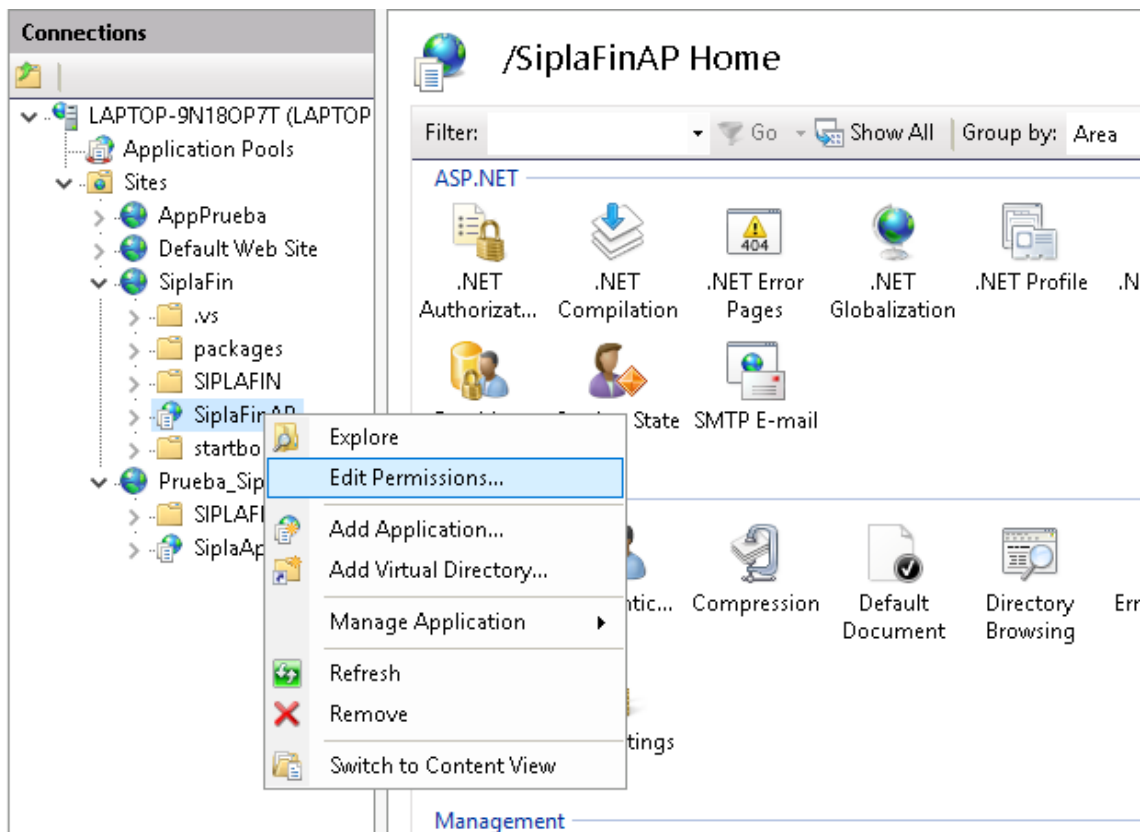 Connections
LAPTOP-9N18OP7T (LAPTOP
Application Pools
Sites
AppPrueba
Default Web Site
SiplaFin
.vs
packages
SIPLAFIN
SiplaFinAP
startbo
Prueba_Sip
SIPLAFI
SiplaAp
/SiplaFinAP Home
Filter:
Go
Show All
Group by:
Area
ASP.NET
.NET Authorizat...
.NET Compilation
.NET Error Pages
.NET Globalization
.NET Profile
.N
404
State
SMTP E-mail
Explore
Edit Permissions...
Add Application...
Add Virtual Directory...
Manage Application
Refresh
Remove
Switch to Content View
ntic...
Compression
Default Document
Directory Browsing
Err
tings
Management